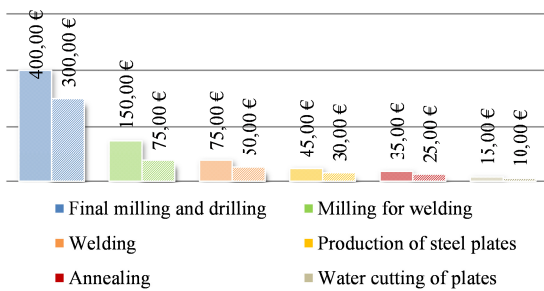 400,00 €
300,00 €
150,00 €
75,00 €
75,00 €
50,00 €
45,00 €
30,00 €
35,00 €
25,00 €
15,00 €
10,00 €
Final milling and drilling
Milling for welding
Welding
Production of steel plates
Annealing
Water cutting of plates